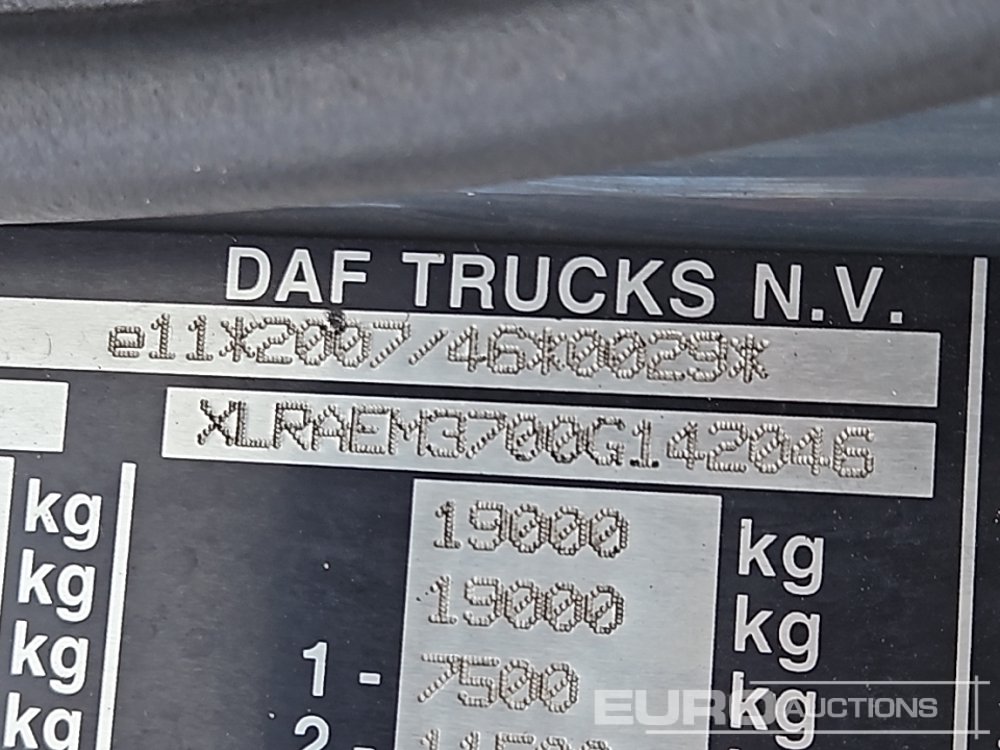 DAF TRUCKS N.V.
e11*2007/46*0029*
XLRAEM3700G142046
kg 19000 kg
kg 19000 kg
kg 1 - 7500 kg
kg 2 -
EURO AUCTIONS